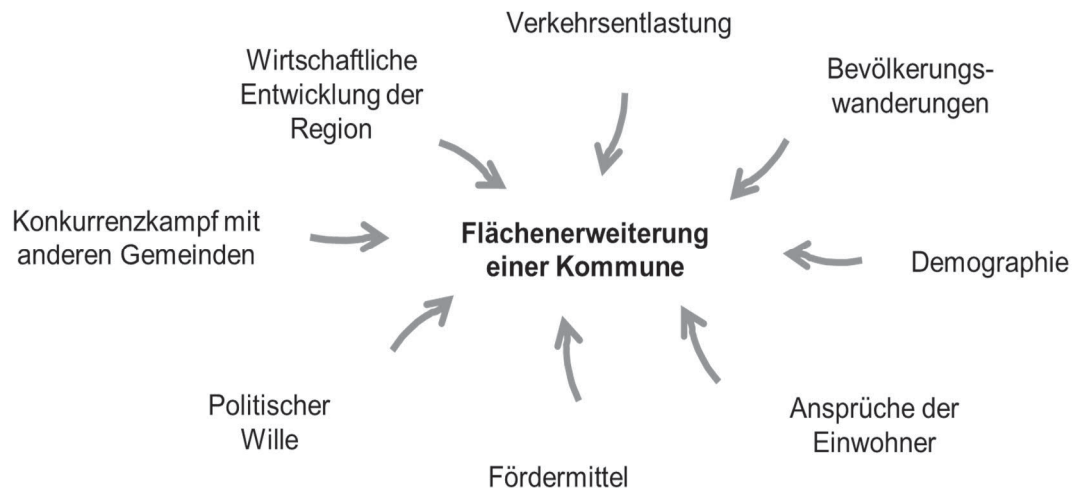 Verkehrsentlastung
Wirtschaftliche
Entwicklung der
Region
Bevölkerungs-
wanderungen
Konkurrenzkampf mit
anderen Gemeinden
Flächenerweiterung
einer Kommune
Demographie
Politischer
Wille
Fördermittel
Ansprüche der
Einwohner